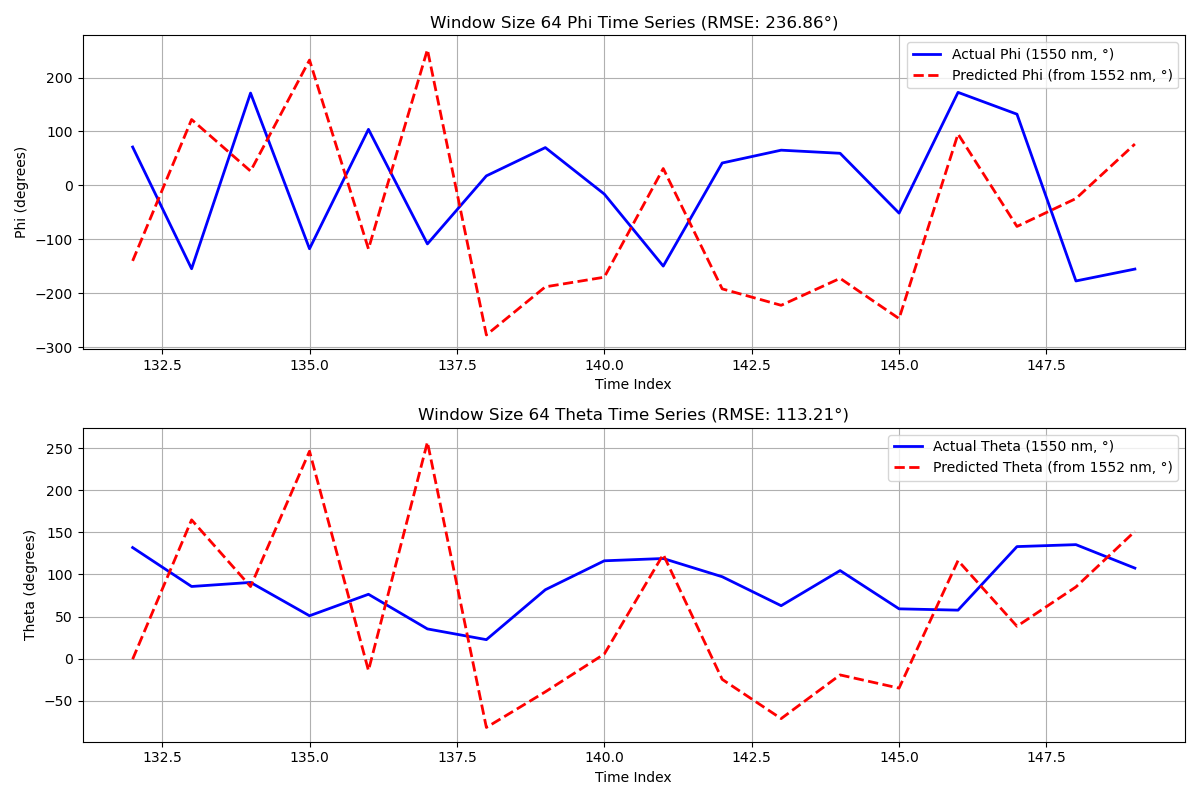 Window Size 64 Phi Time Series (RMSE: 236.86°)
Actual Phi (1550 nm, °)
Predicted Phi (from 1552 nm, °)
Phi (degrees)
200
100
0
−100
−200
−300
132.5 135.0 137.5 140.0 142.5 145.0 147.5
Time Index
Window Size 64 Theta Time Series (RMSE: 113.21°)
Actual Theta (1550 nm, °)
Predicted Theta (from 1552 nm, °)
Theta (degrees)
250
200
150
100
50
0
−50
132.5 135.0 137.5 140.0 142.5 145.0 147.5
Time Index